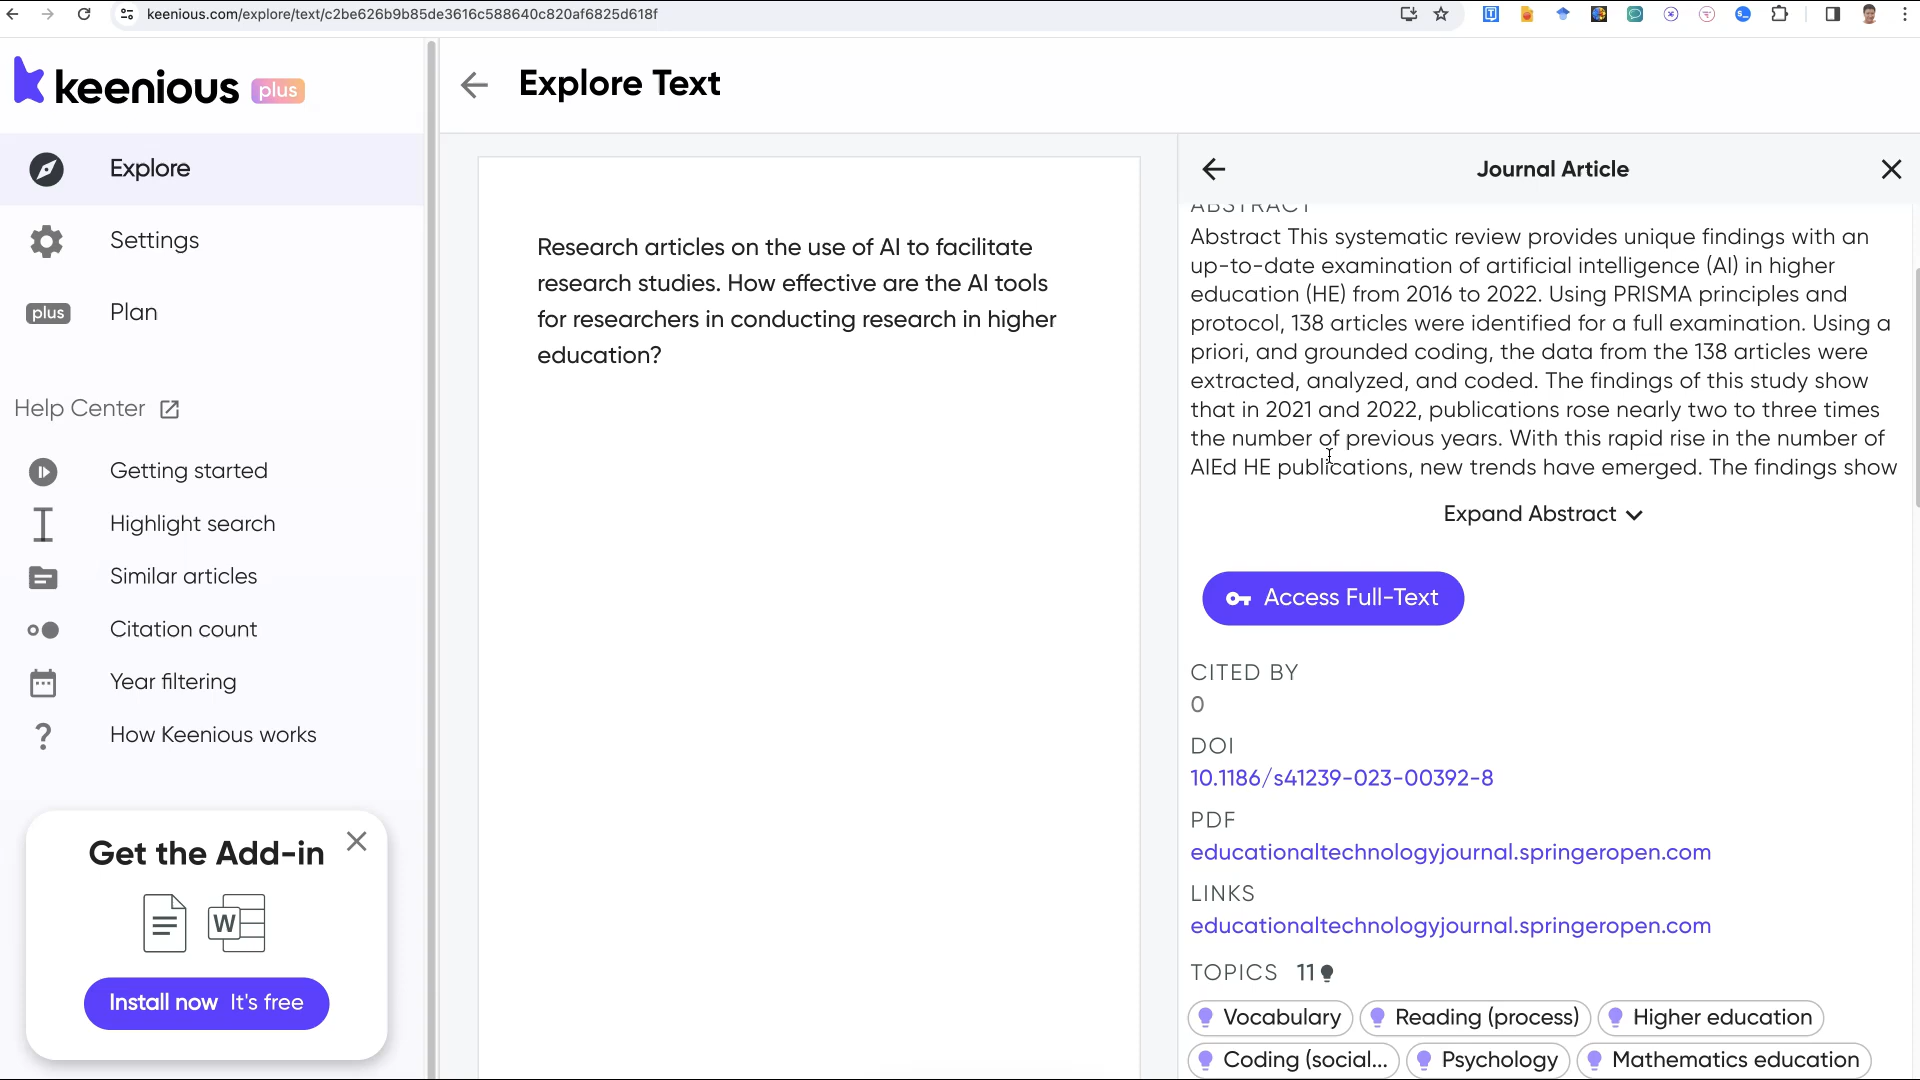 keenious.com/explore/text/c2be626b9b85de3616c588640c820af6825d618f
keenious plus
Explore
Settings
plus Plan
Help Center
Getting started
Highlight search
Similar articles
Citation count
Year filtering
? How Keenious works
Get the Add-in
W
Install now It's free
Explore Text
Research articles on the use of AI to facilitate
research studies. How effective are the AI tools
for researchers in conducting research in higher
education?
Journal Article
ABSTRACT
Abstract This systematic review provides unique findings with an
up-to-date examination of artificial intelligence (AI) in higher
education (HE) from 2016 to 2022. Using PRISMA principles and
protocol, 138 articles were identified for a full examination. Using a
priori, and grounded coding, the data from the 138 articles were
extracted, analyzed, and coded. The findings of this study show
that in 2021 and 2022, publications rose nearly two to three times
the number of previous years. With this rapid rise in the number of
AIEd HE publications, new trends have emerged. The findings show
Expand Abstract
Access Full-Text
CITED BY
0
DOI
10.1186/s41239-023-00392-8
PDF
educationaltechnologyjournal.springeropen.com
LINKS
educationaltechnologyjournal.springeropen.com
TOPICS 11
Vocabulary Reading (process) Higher education
Coding (social... Psychology Mathematics education